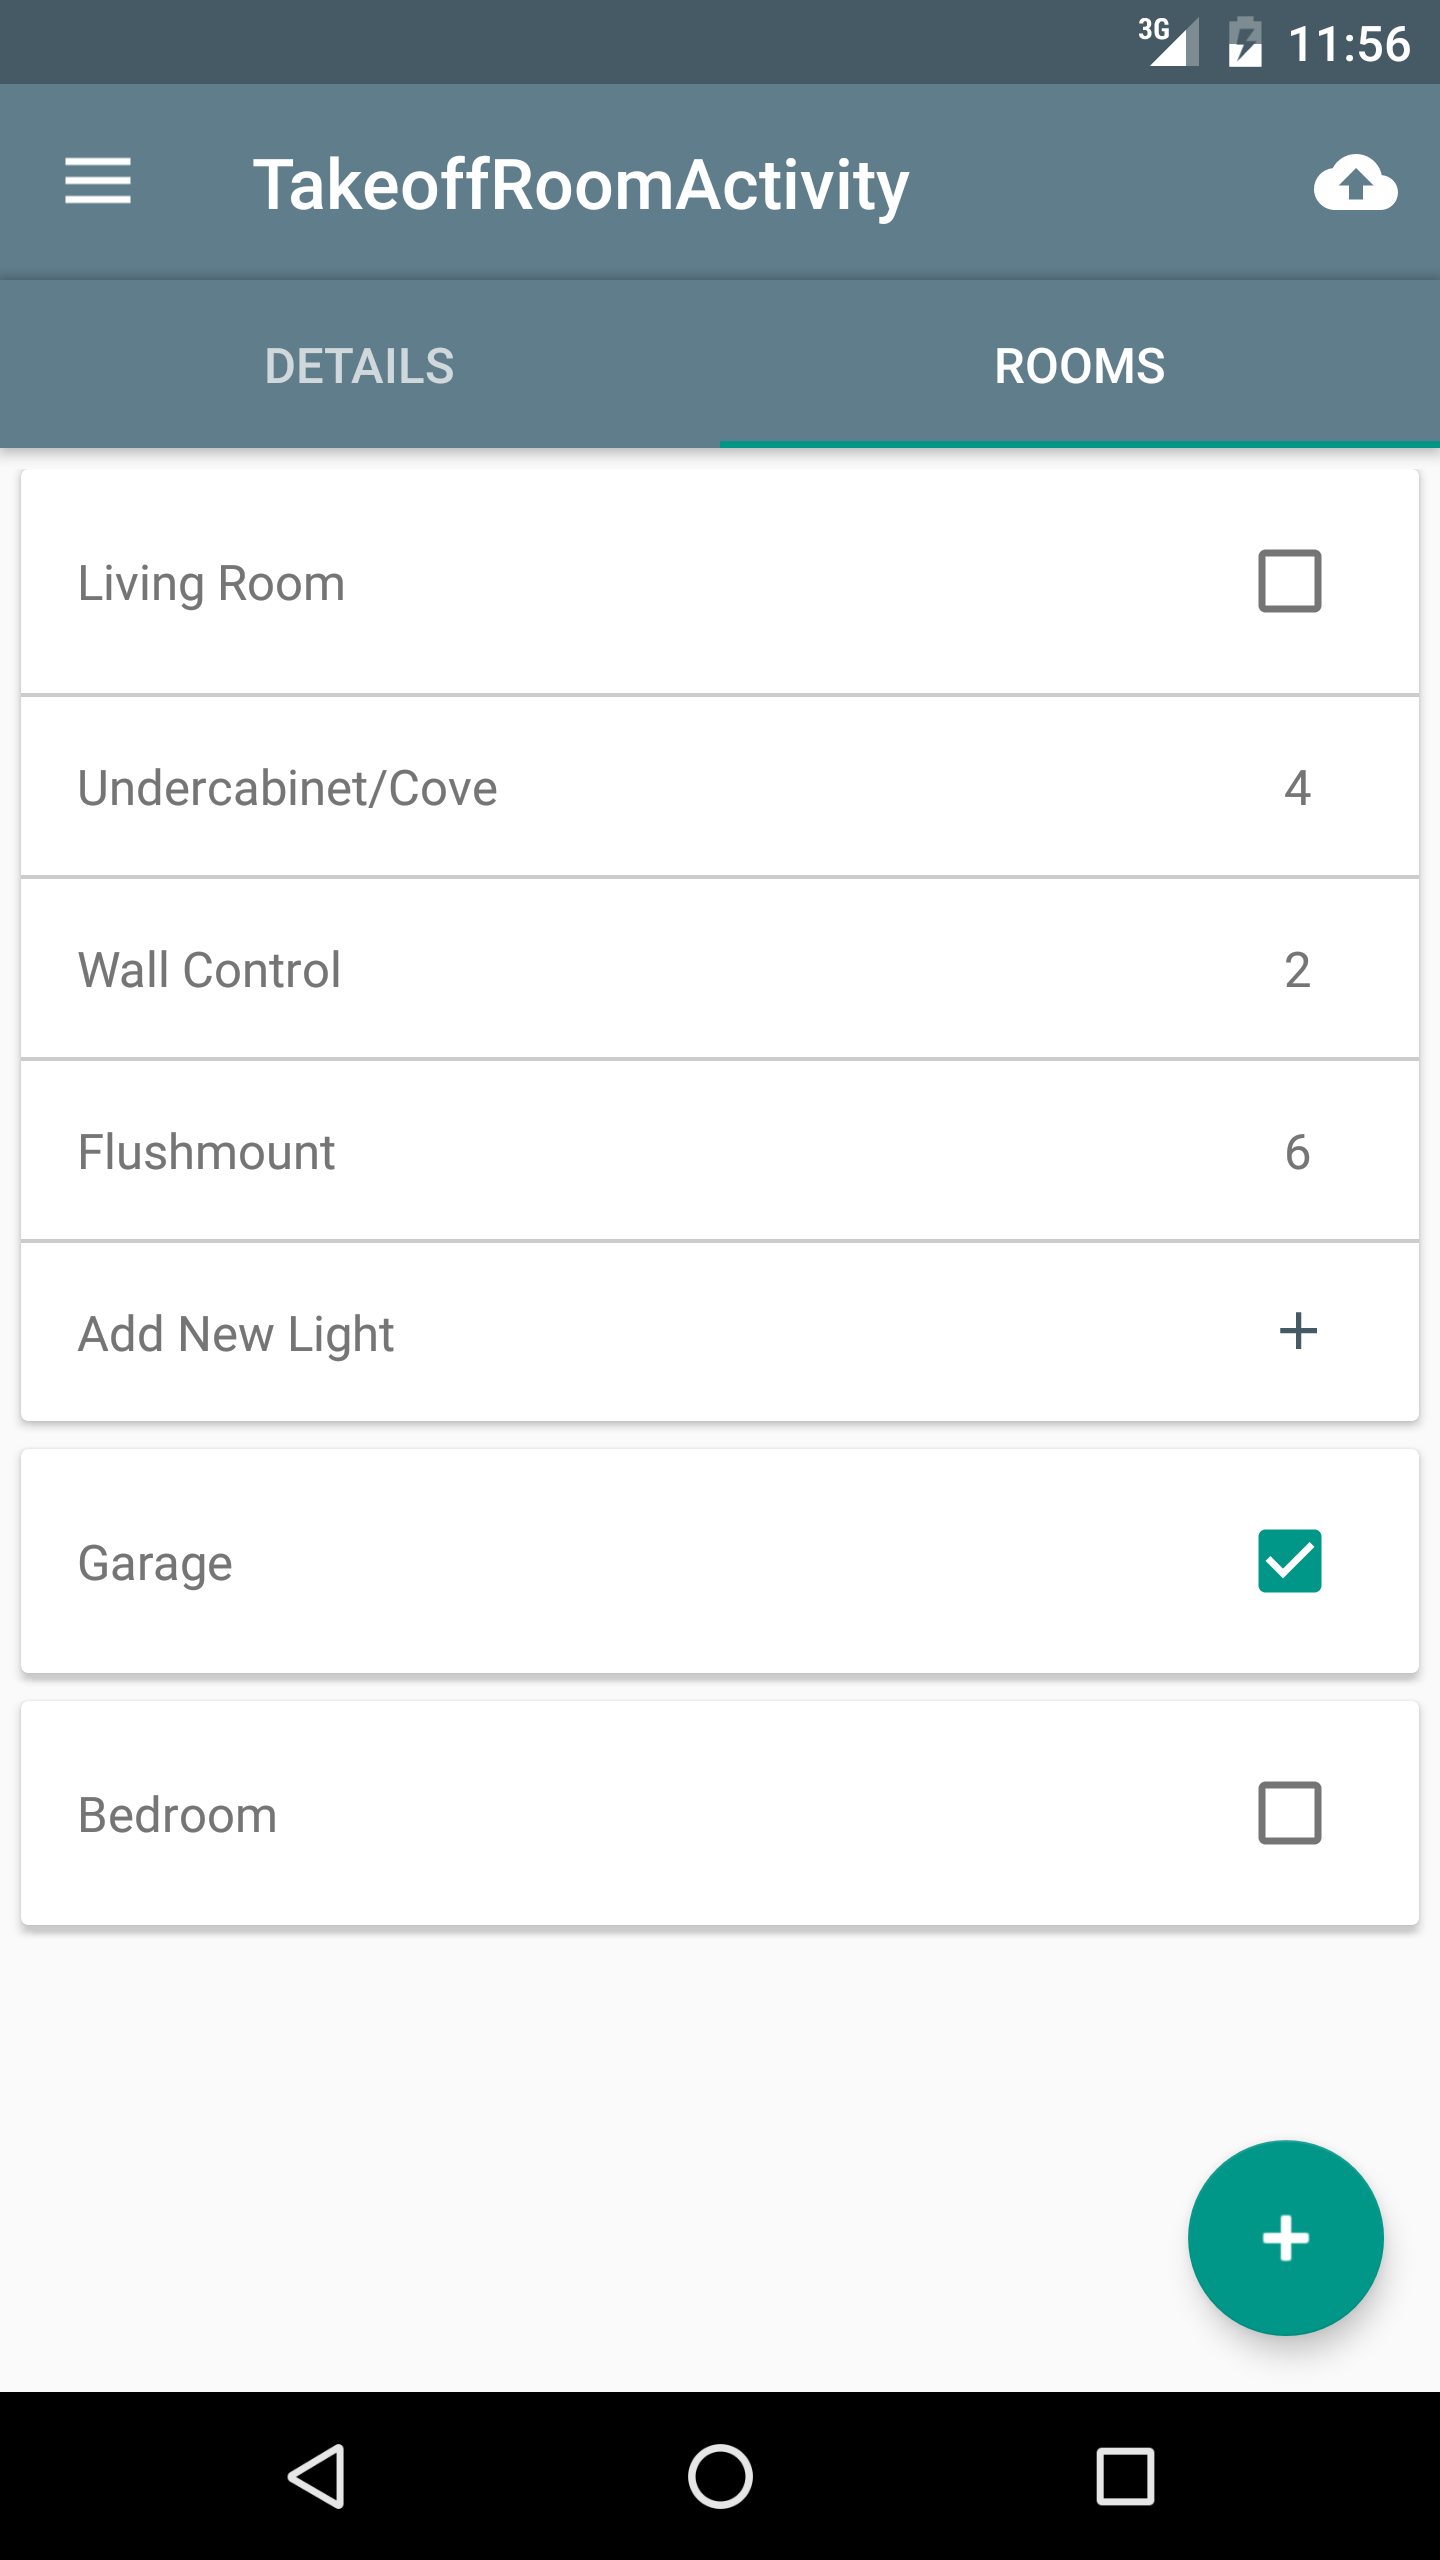 3G 11:56
TakeoffRoomActivity
DETAILS ROOMS
Living Room
Undercabinet/Cove 4
Wall Control 2
Flushmount 6
Add New Light +
Garage
Bedroom
+